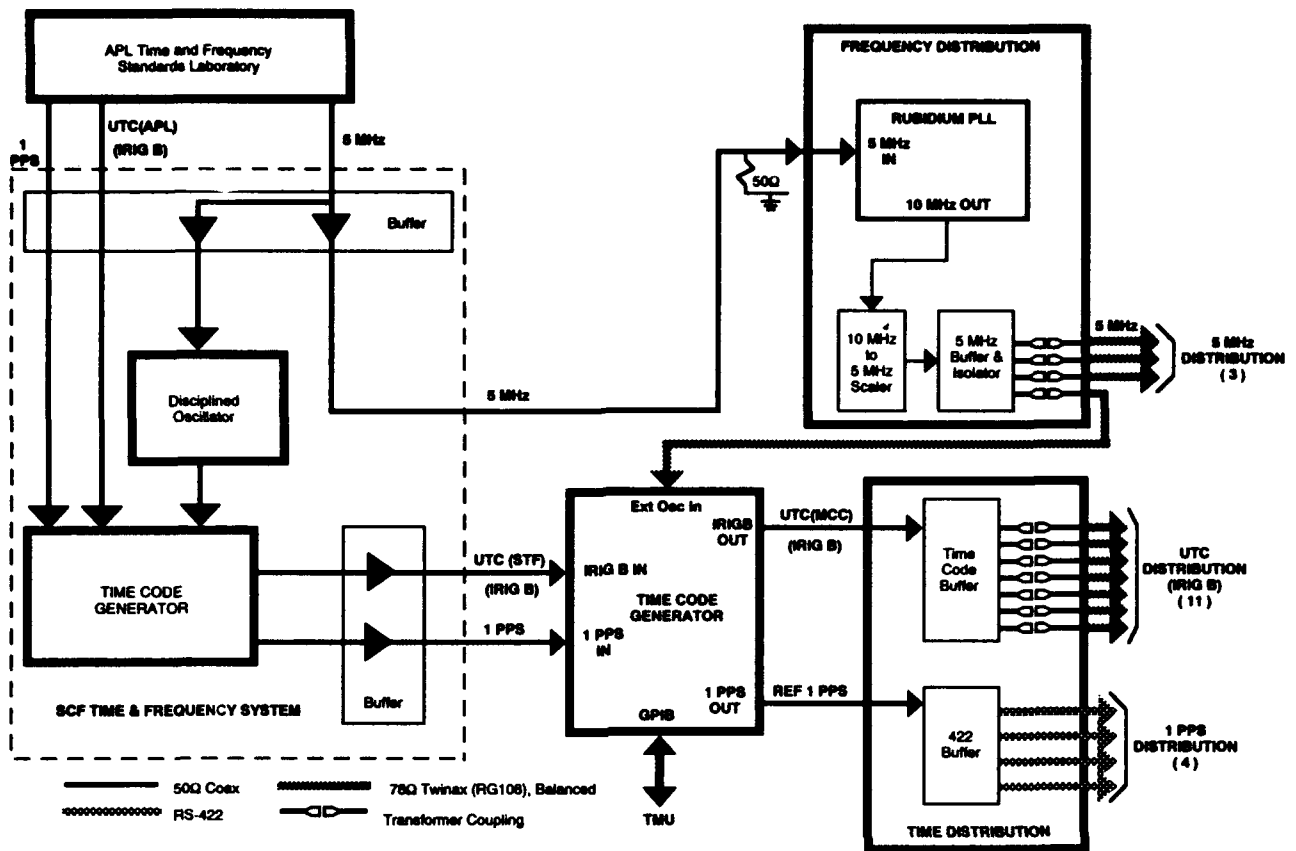 APL Time and Frequency
Standards Laboratory
1
PPS
UTC(APL)
(IRIG B)
5 MHz
Buffer
Disciplined
Oscillator
TIME CODE
GENERATOR
SCF TIME & FREQUENCY SYSTEM
Buffer
5 MHz
UTC (STF)
(IRIG B)
1 PPS
50Ω
FREQUENCY DISTRIBUTION
RUBIDIUM PLL
5 MHz
IN
10 MHz OUT
10 MHz
to
5 MHz
Scaler
5 MHz
Buffer &
Isolator
5 MHz
5 MHz
DISTRIBUTION
( 3 )
Ext Osc In
IRIGB
OUT
IRIG B IN
TIME CODE
GENERATOR
1 PPS
IN
1 PPS
OUT
GPIB
TMU
UTC(MCC)
(IRIG B)
REF 1 PPS
Time
Code
Buffer
422
Buffer
TIME DISTRIBUTION
UTC
DISTRIBUTION
(IRIG B)
( 11 )
1 PPS
DISTRIBUTION
( 4 )
50Ω Coax
78Ω Twinax (RG108), Balanced
RS-422
Transformer Coupling